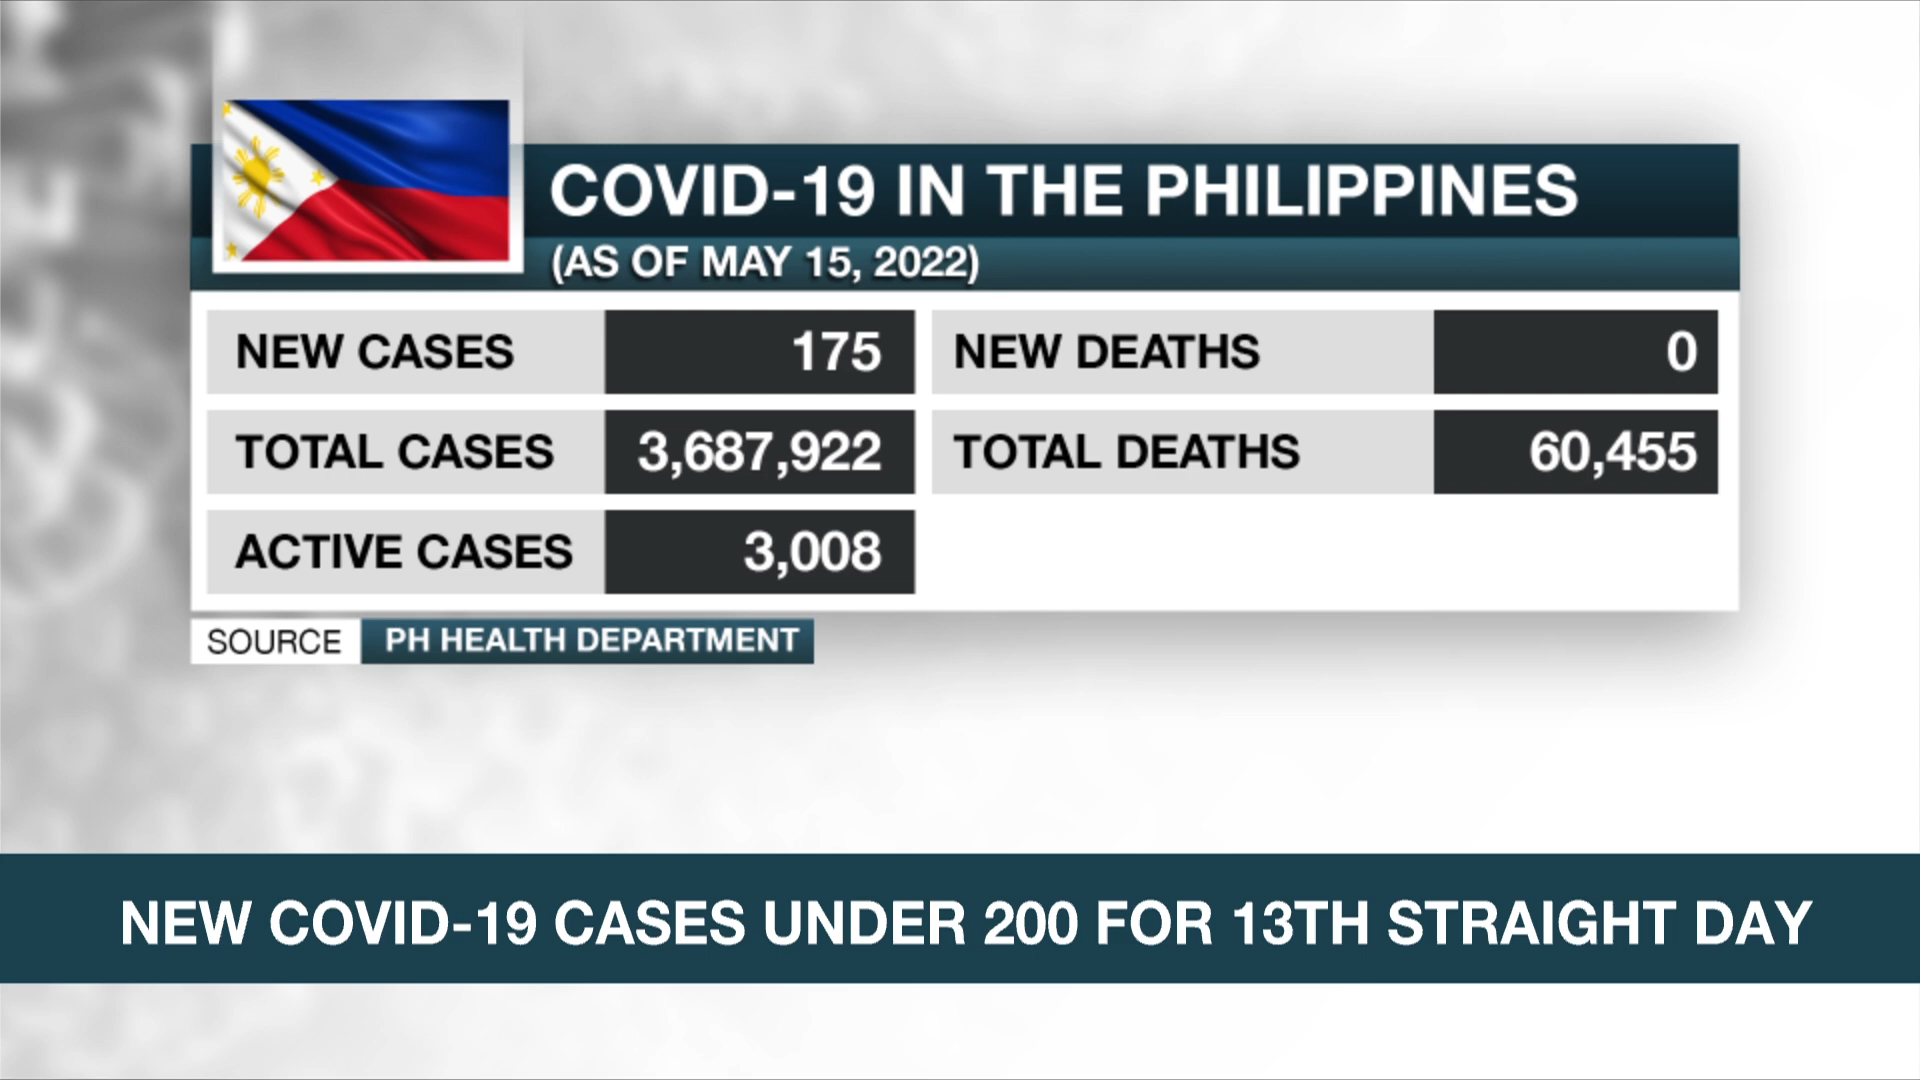 COVID-19 IN THE PHILIPPINES
(AS OF MAY 15, 2022)
NEW CASES 175 NEW DEATHS 0
TOTAL CASES 3,687,922 TOTAL DEATHS 60,455
ACTIVE CASES 3,008
SOURCE PH HEALTH DEPARTMENT
NEW COVID-19 CASES UNDER 200 FOR 13TH STRAIGHT DAY